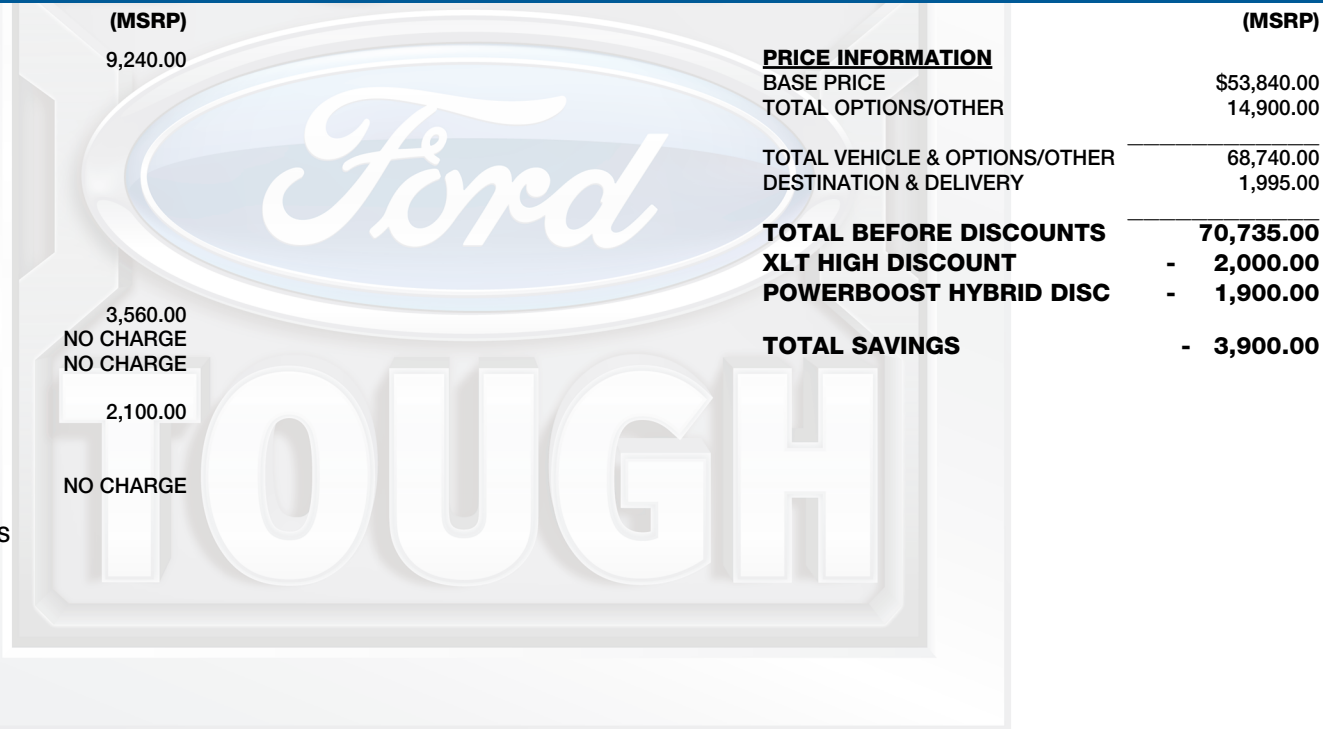 (MSRP)
9,240.00
3,560.00
NO CHARGE
NO CHARGE
2,100.00
NO CHARGE
S
Ford
TOUGH
(MSRP)
PRICE INFORMATION
BASE PRICE $53,840.00
TOTAL OPTIONS/OTHER 14,900.00
TOTAL VEHICLE & OPTIONS/OTHER 68,740.00
DESTINATION & DELIVERY 1,995.00
TOTAL BEFORE DISCOUNTS 70,735.00
XLT HIGH DISCOUNT - 2,000.00
POWERBOOST HYBRID DISC - 1,900.00
TOTAL SAVINGS - 3,900.00